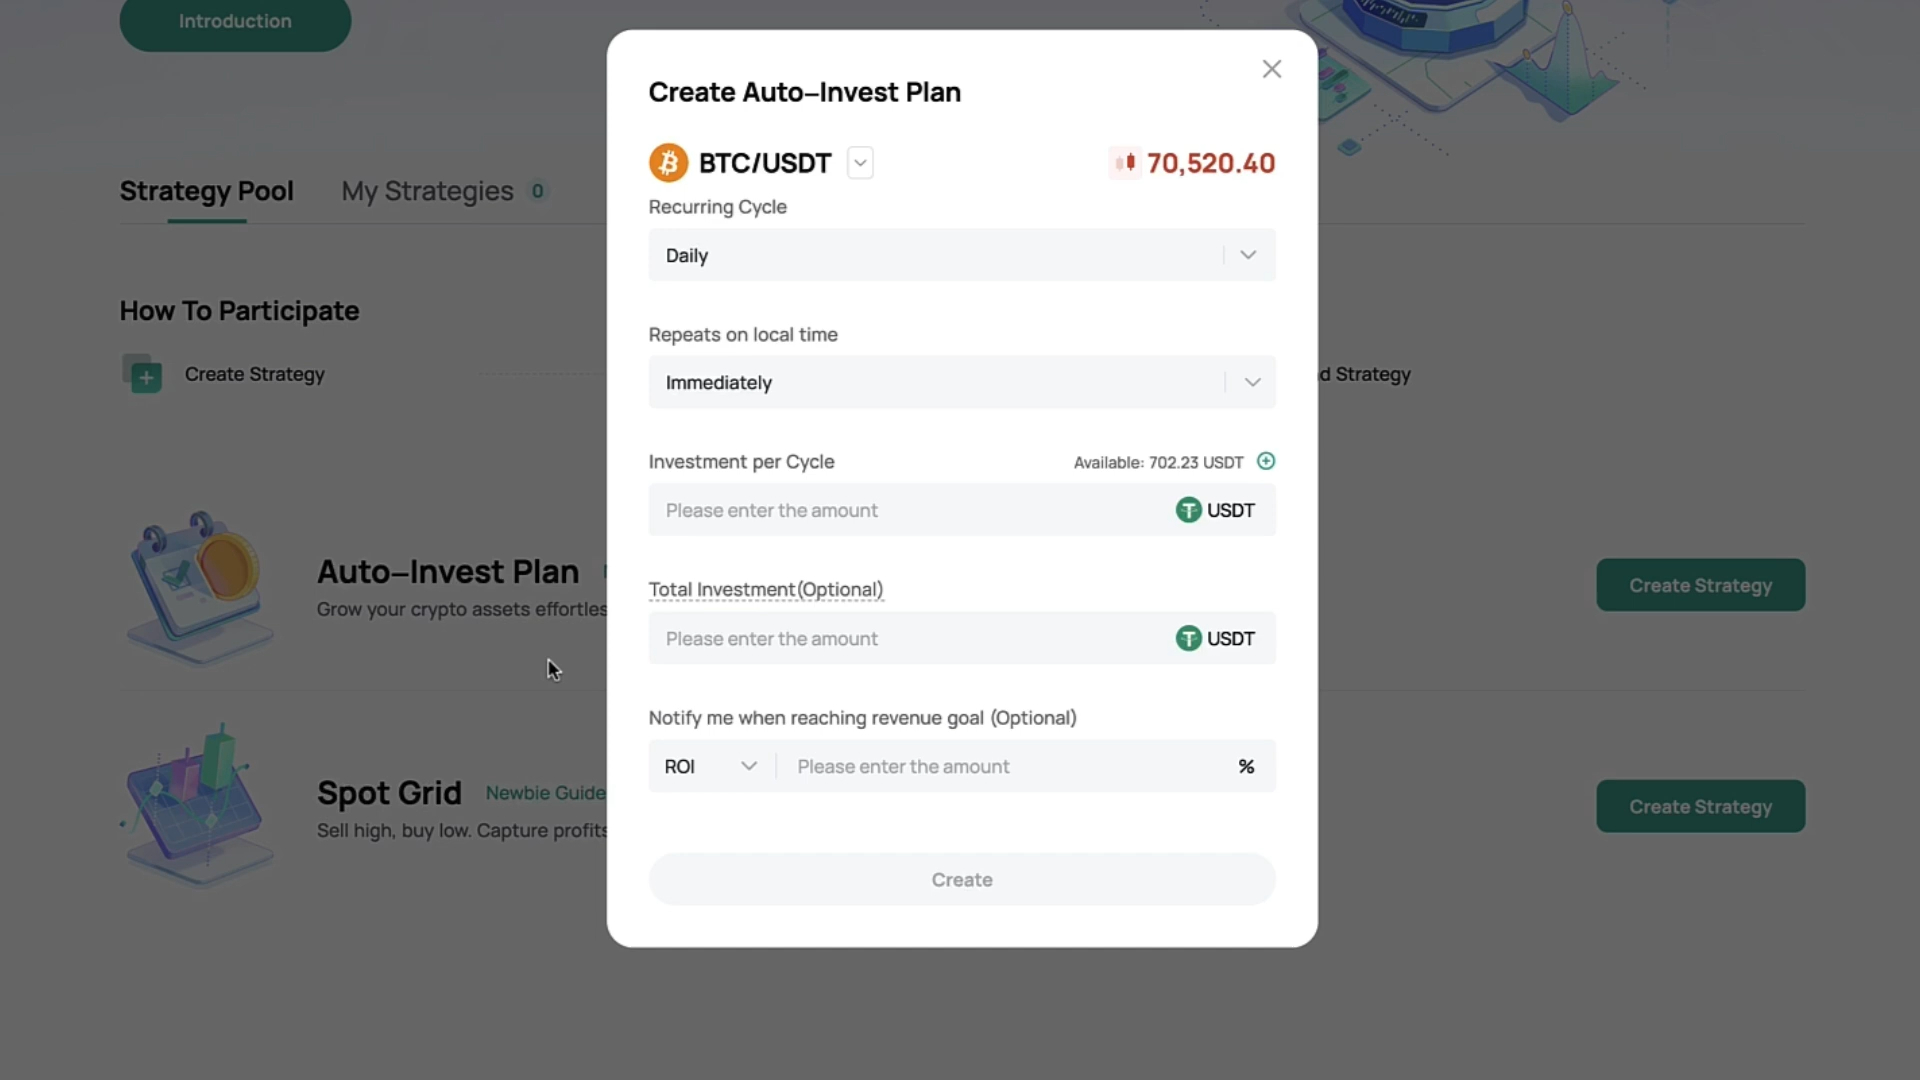 Introduction
Create Auto–Invest Plan
BTC/USDT
70,520.40
Strategy Pool
My Strategies 0
Recurring Cycle
Daily
How To Participate
Repeats on local time
Create Strategy
Immediately
d Strategy
Investment per Cycle
Available: 702.23 USDT
Please enter the amount
USDT
Auto–Invest Plan
Grow your crypto assets effortles
Create Strategy
Total Investment(Optional)
Please enter the amount
USDT
Notify me when reaching revenue goal (Optional)
ROI
Please enter the amount
%
Spot Grid
Newbie Guide
Sell high, buy low. Capture profits
Create Strategy
Create